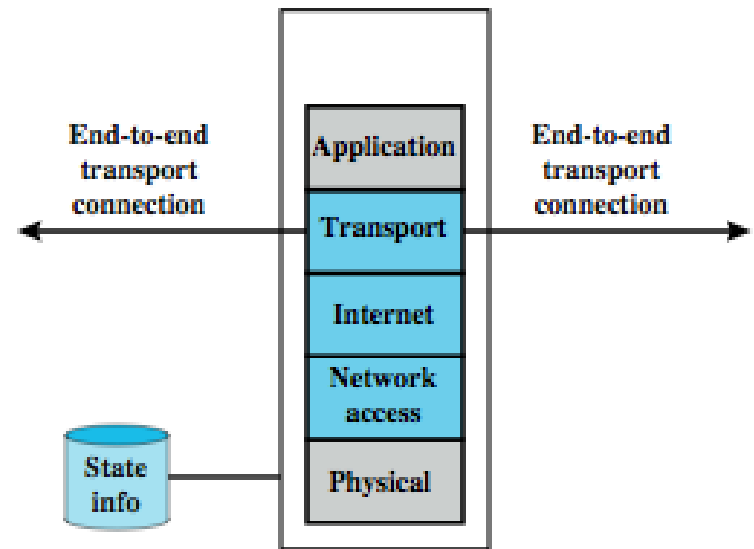 End-to-end
transport
connection
Application
Transport
Internet
Network
access
Physical
End-to-end
transport
connection
State
info